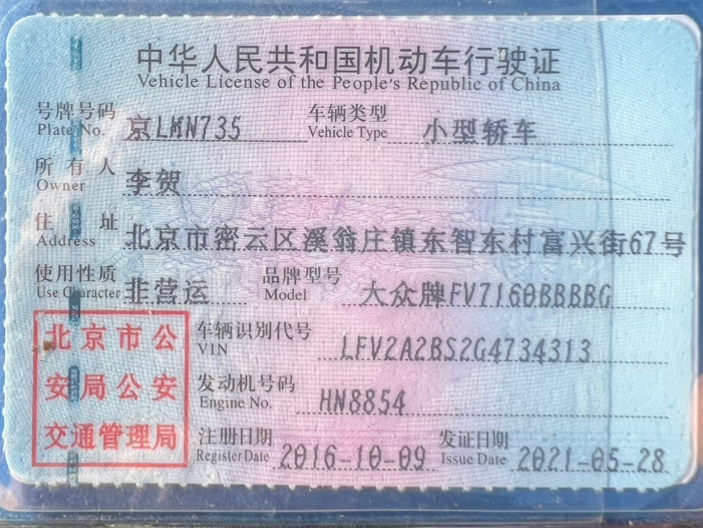 中华人民共和国机动车行驶证
Vehicle License of the People's Republic of China
号牌号码 京LMN735 车辆类型 小型轿车
Plate No. Vehicle Type
所有人 李贺
Owner
住址 北京市密云区溪翁庄镇东智东村富兴街67号
Address
使用性质 非营运 品牌型号 大众牌FV7160BBBBG
Use Character Model
北京市公安局公安交通管理局
车辆识别代号 LFV2A2BS2G4734313
VIN
发动机号码 HN8854
Engine No.
注册日期 2016-10-09 发证日期 2021-05-28
Register Date Issue Date